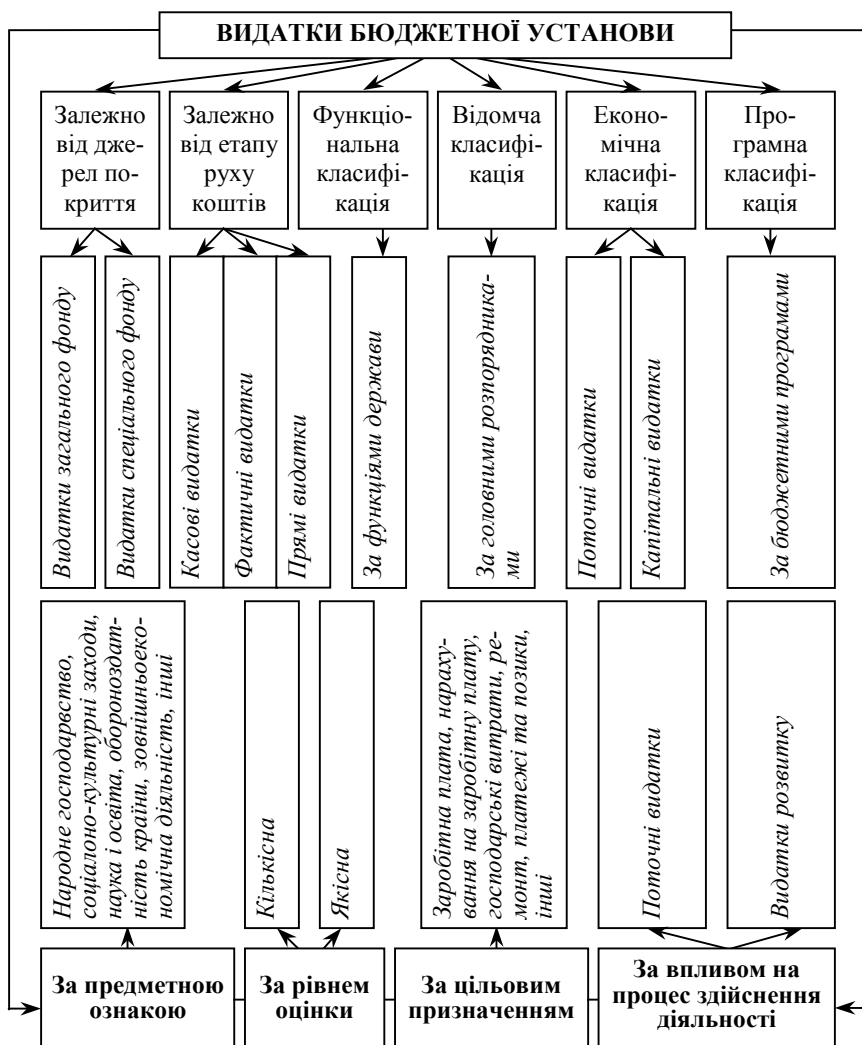 ВИДАТКИ БЮДЖЕТНОЇ УСТАНОВИ
Залежно
від дже-
рел по-
криття
Залежно
від етапу
руху
коштів
Функціо-
нальна
класифі-
кація
Відомча
класифі-
кація
Еконо-
мічна
класифі-
кація
Про-
грамна
класифі-
кація
Видатки загального фонду
Видатки спеціального фонду
Касові видатки
Фактичні видатки
Прямі видатки
За функціями держави
За головними розпорядника-
ми
Поточні видатки
Капітальні видатки
За бюджетними програмами
Народне господарвство,
соціалоно-культурні заходи,
наука і освіта, обороноздат-
ність країни, зовнішньоеко-
номічна діяльність, інші
Кількісна
Якісна
Заробітна плата, нараху-
вання на заробітну плату,
господарські витрати, ре-
монт, платежі та позики,
інші
Поточні видатки
Видатки розвитку
За предметною
ознакою
За рівнем
оцінки
За цільовим
призначенням
За впливом на
процес здійснення
діяльності